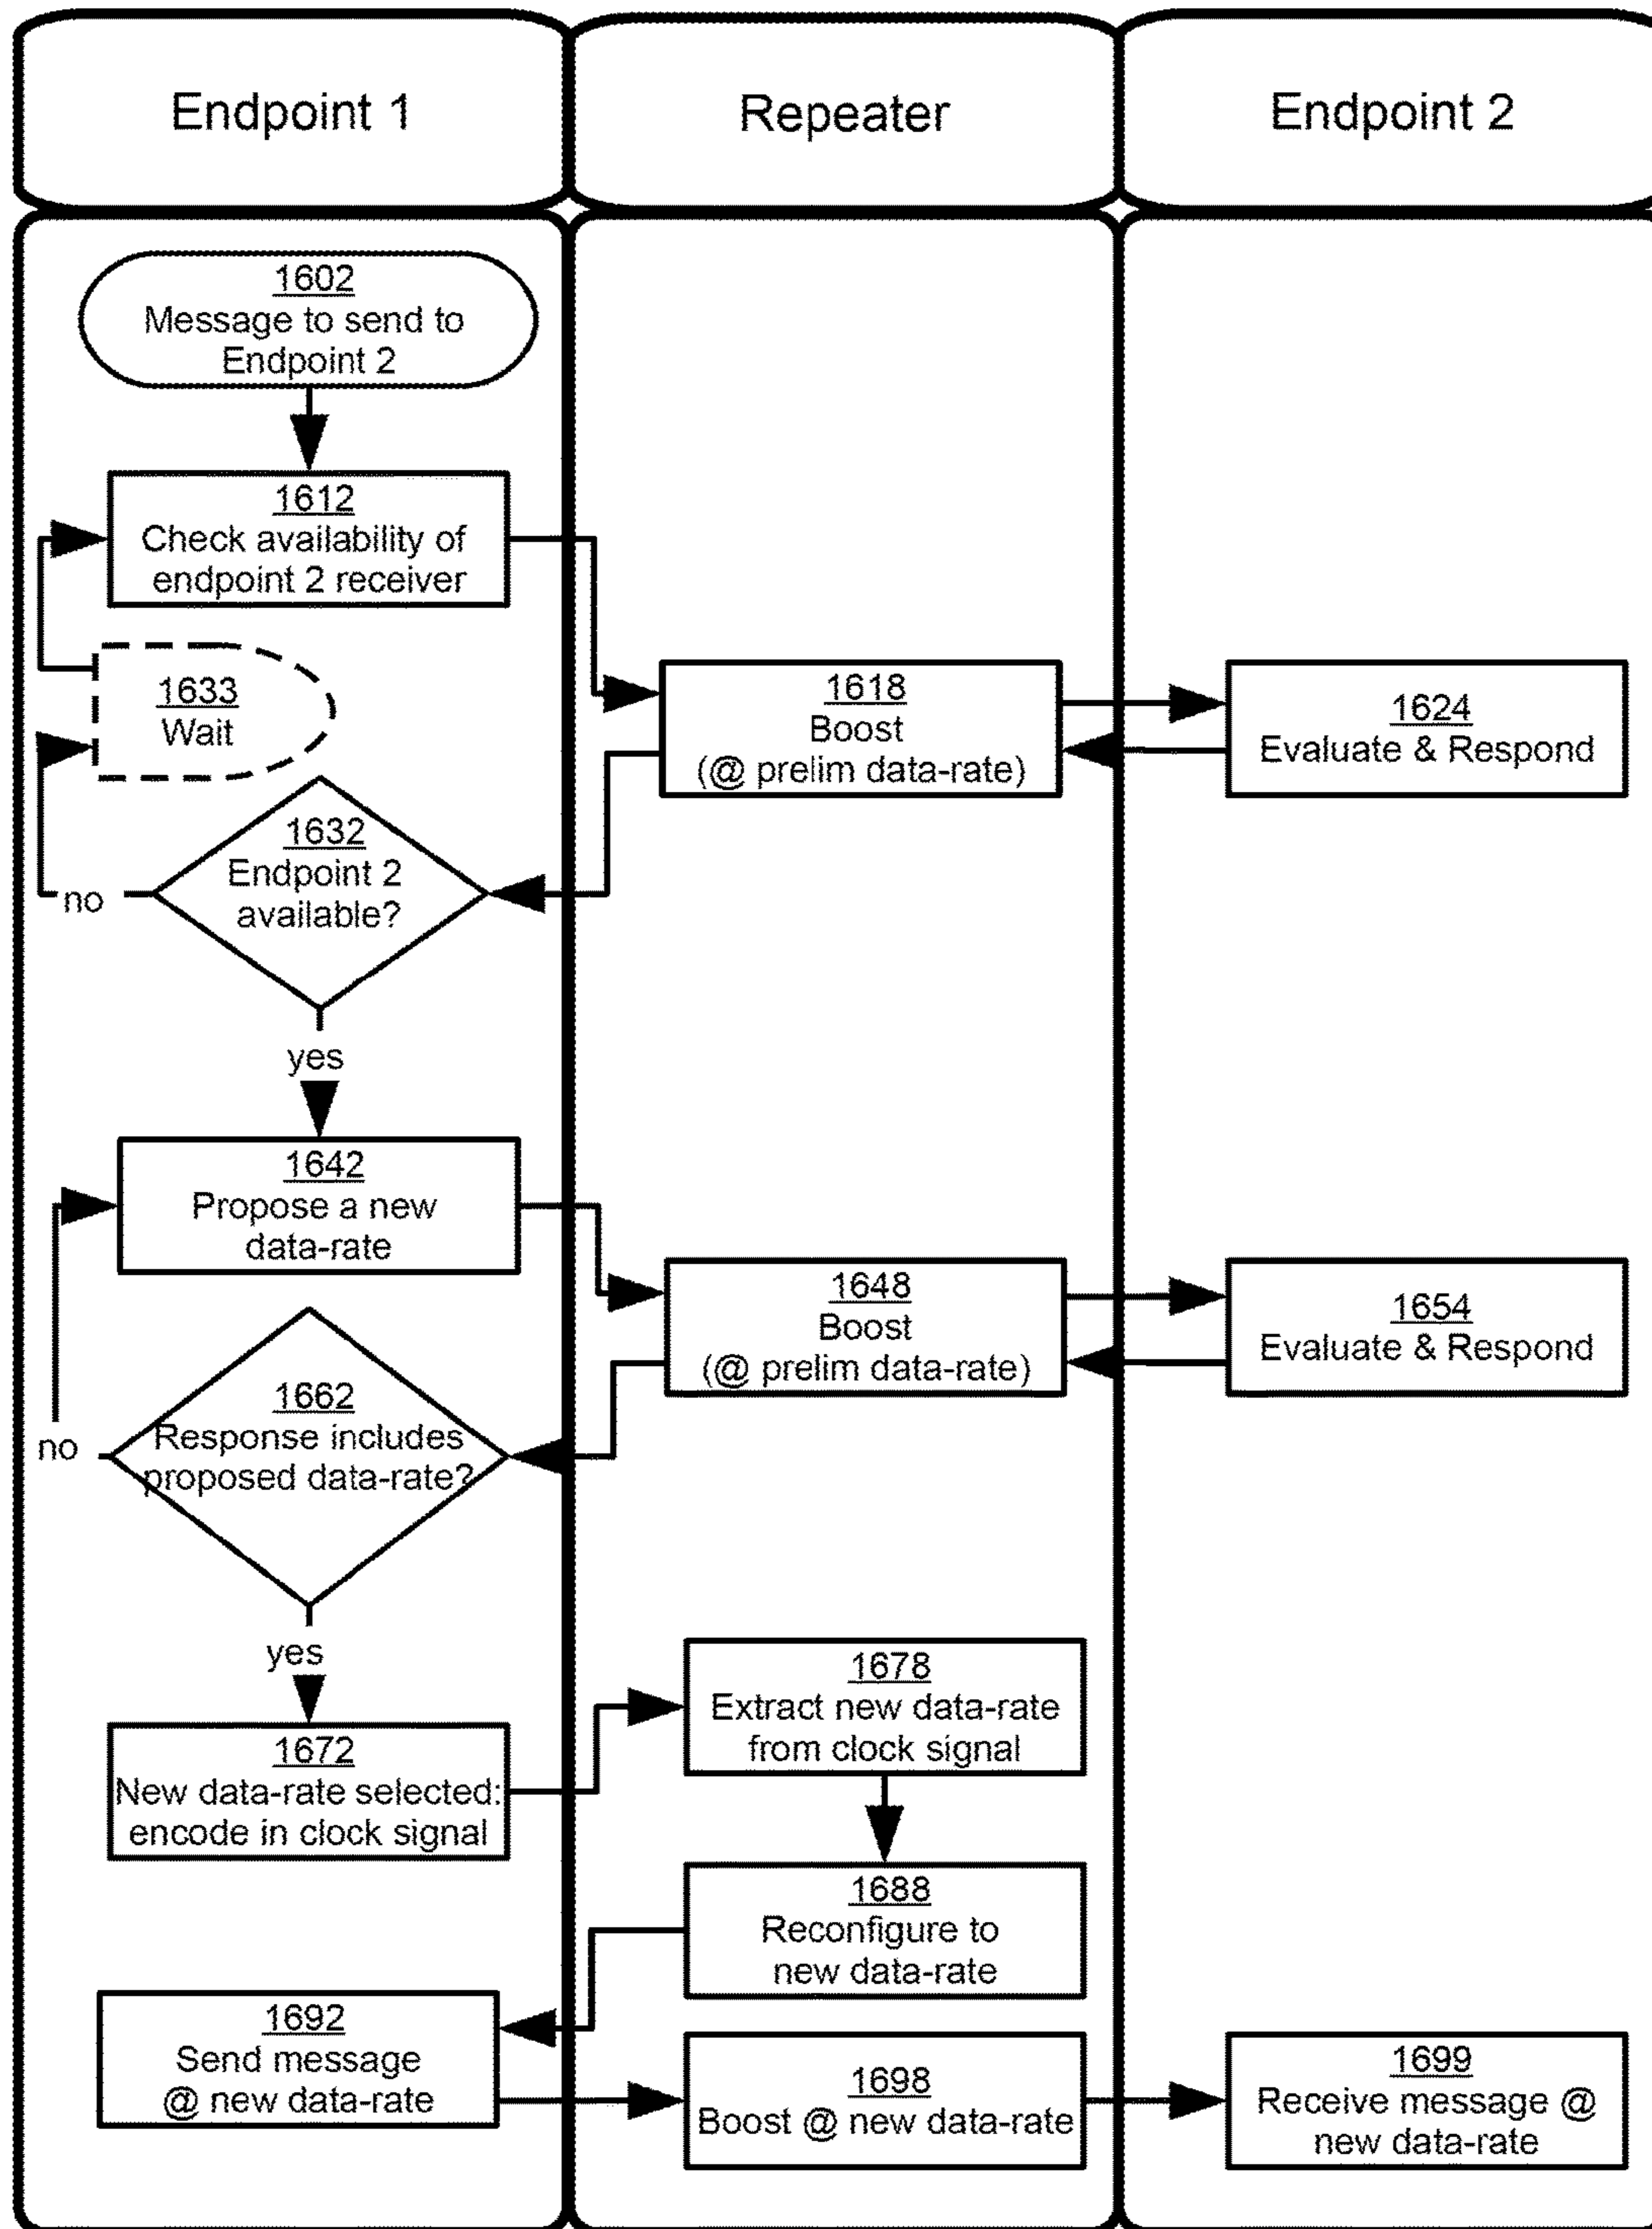 Endpoint 1
Repeater
Endpoint 2
1602
Message to send to
Endpoint 2
1612
Check availability of
endpoint 2 receiver
1633
Wait
1618
Boost
(@ prelim data-rate)
1624
Evaluate & Respond
1632
Endpoint 2
available?
no
yes
1642
Propose a new
data-rate
1648
Boost
(@ prelim data-rate)
1654
Evaluate & Respond
1662
Response includes
proposed data-rate?
no
yes
1672
New data-rate selected:
encode in clock signal
1678
Extract new data-rate
from clock signal
1688
Reconfigure to
new data-rate
1692
Send message
@ new data-rate
1698
Boost @ new data-rate
1699
Receive message @
new data-rate